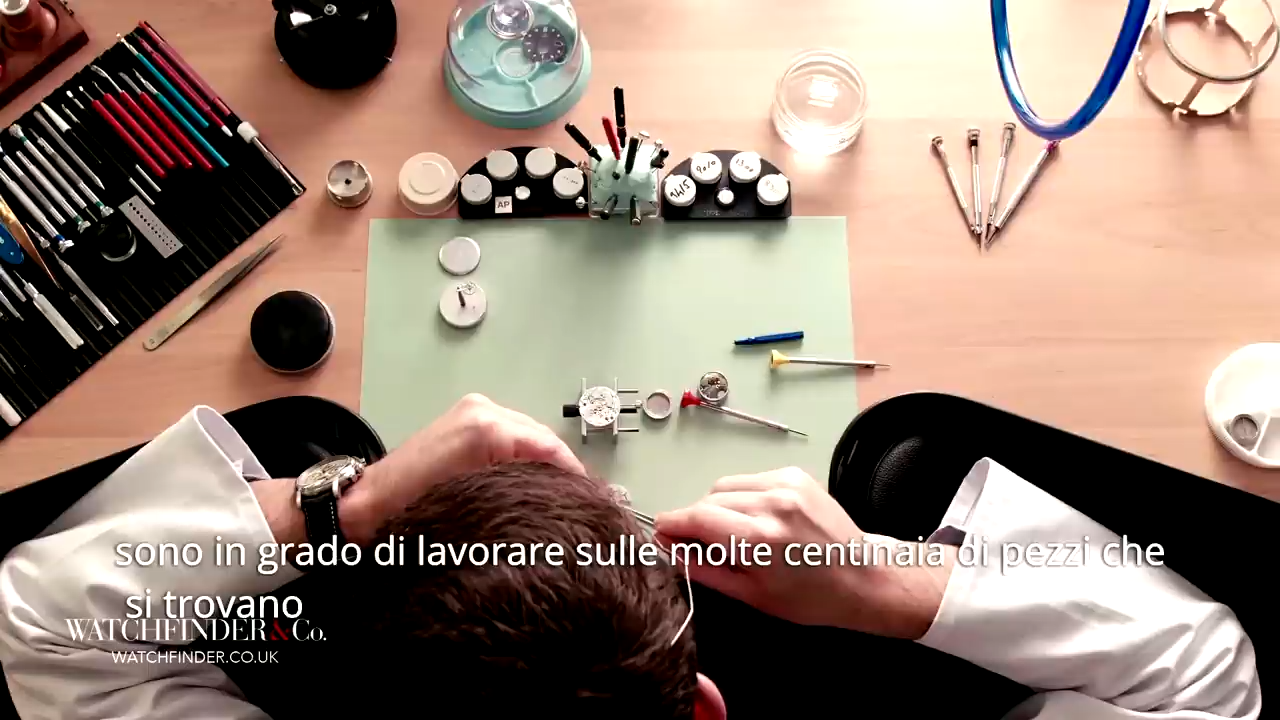 AP
sono in grado di lavorare sulle molte centinaia di pezzi che
si trovano
WATCHFINDER&Co.
WATCHFINDER.CO.UK